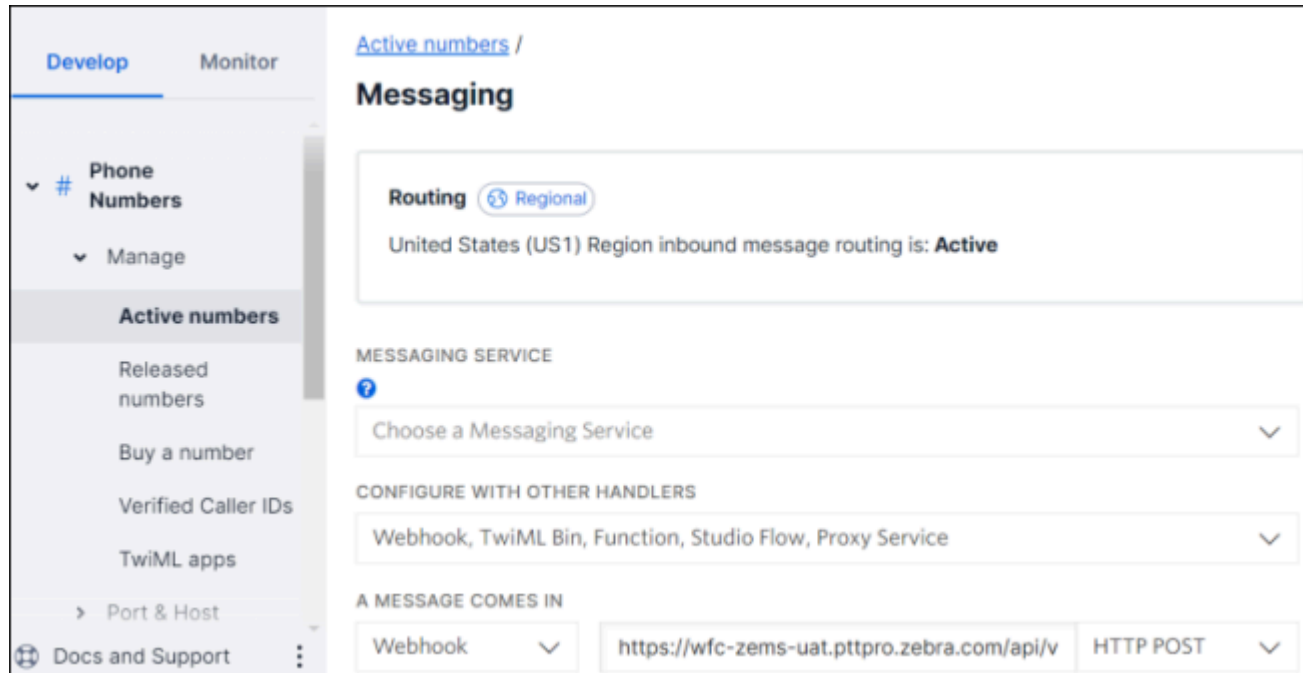 Develop
Monitor
# Phone
Numbers
Manage
Active numbers
Released
numbers
Buy a number
Verified Caller IDs
TwiML apps
Port & Host
Docs and Support
Active numbers /
Messaging
Routing Regional
United States (US1) Region inbound message routing is: Active
MESSAGING SERVICE
?
Choose a Messaging Service
CONFIGURE WITH OTHER HANDLERS
Webhook, TwiML Bin, Function, Studio Flow, Proxy Service
A MESSAGE COMES IN
Webhook https://wfc-zems-uat.pttpro.zebra.com/api/v HTTP POST